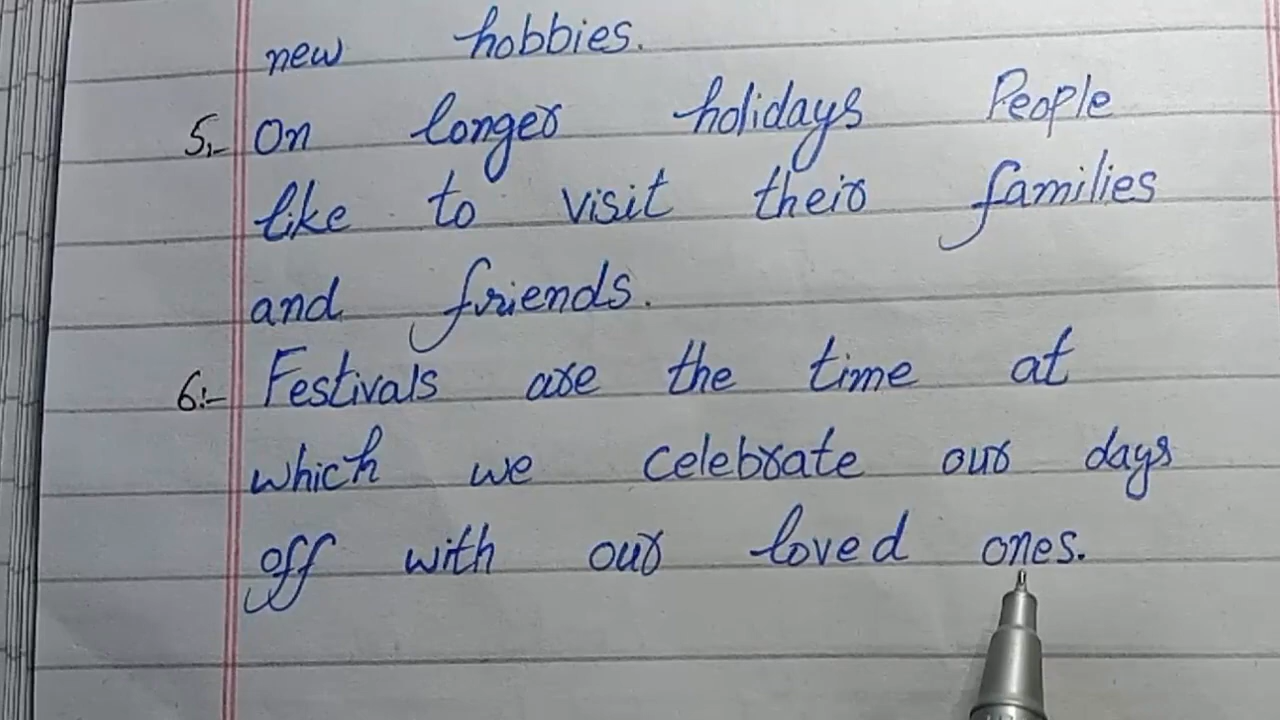 new hobbies.
5:- On longer holidays People
like to visit their families
and friends.
6:- Festivals are the time at
which we celebrate our days
off with our loved ones.